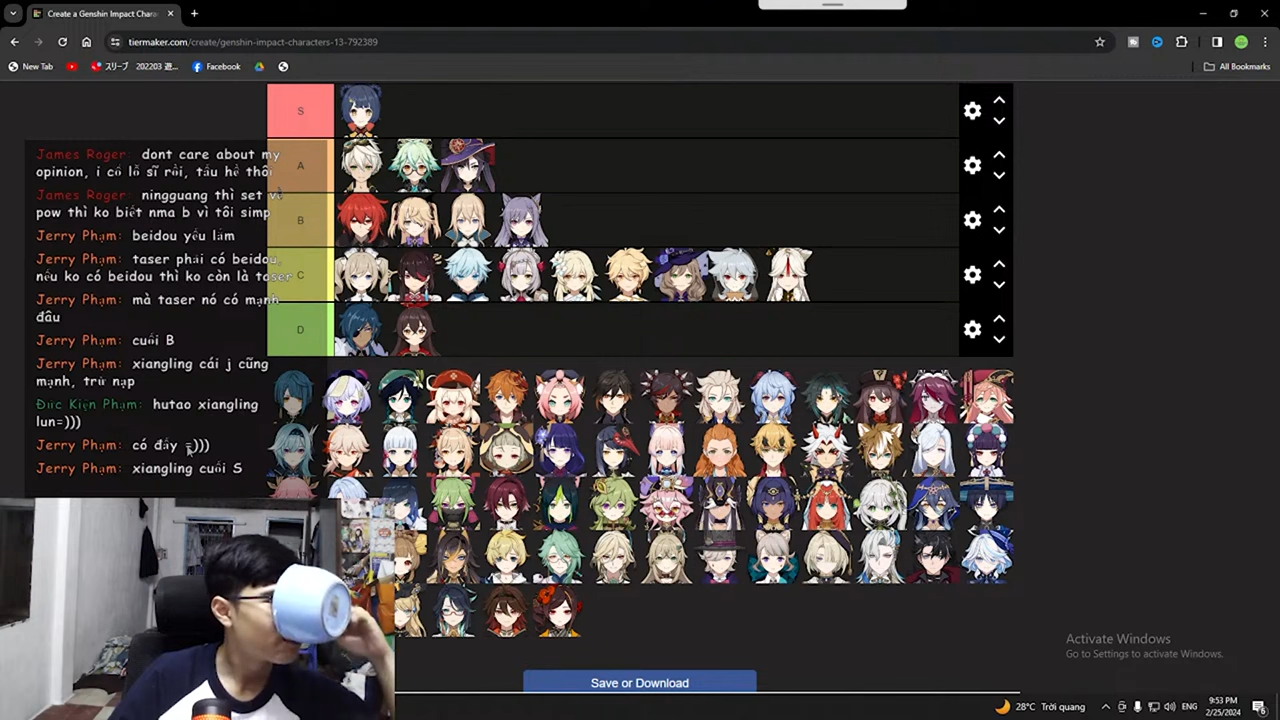 Create a Genshin Impact Chara
tiermaker.com/create/genshin-impact-characters-13-792389
New Tab
スリーブ
202203 遊...
Facebook
All Bookmarks
S
A
B
C
D
James Roger: dont care about my
opinion, i có lỗ sĩ rồi, tấu hề thôi
James Roger: ningguang thì set về
pow thì ko biết nma b vì tôi simp
Jerry Phạm: beidou yếu lắm
Jerry Phạm: taser phải có beidou,
nếu ko có beidou thì ko còn là taser
Jerry Phạm: mà taser nó có mạnh
đâu
Jerry Phạm: cuối B
Jerry Phạm: xiangling cái j cũng
mạnh, trừ nạp
Đức Kiện Phạm: hutao xiangling
lun=)))
Jerry Phạm: có đấy =)))
Jerry Phạm: xiangling cuối S
Save or Download
Activate Windows
Go to Settings to activate Windows.
28°C Trời quang
ENG
9:53 PM
2/25/2024